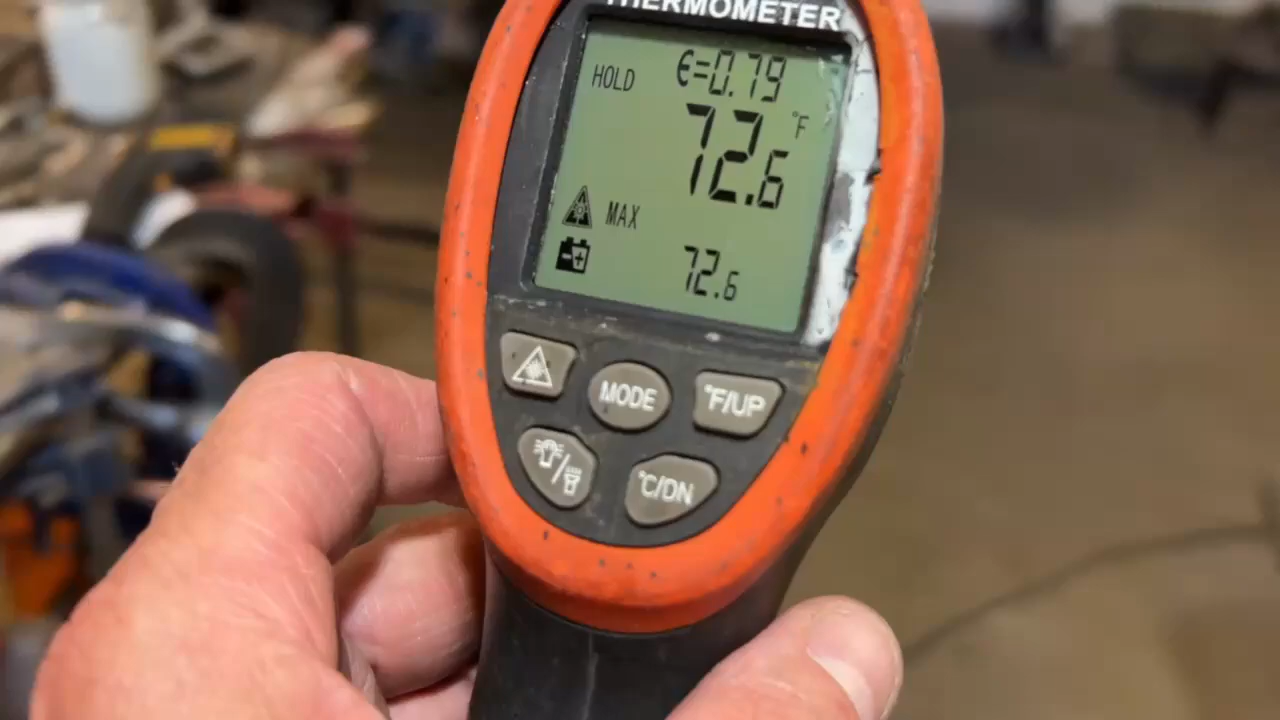 THERMOMETER
HOLD €=0.79
72.6 °F
MAX
72.6
MODE
°F/UP
°C/DN